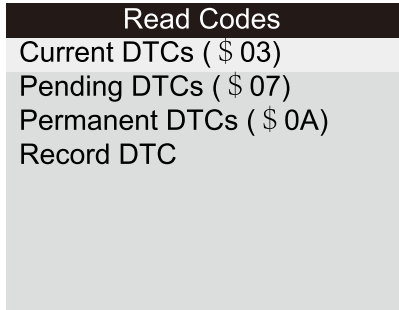 Read Codes
Current DTCs ( $ 03)
Pending DTCs ( $ 07)
Permanent DTCs ( $ 0A)
Record DTC